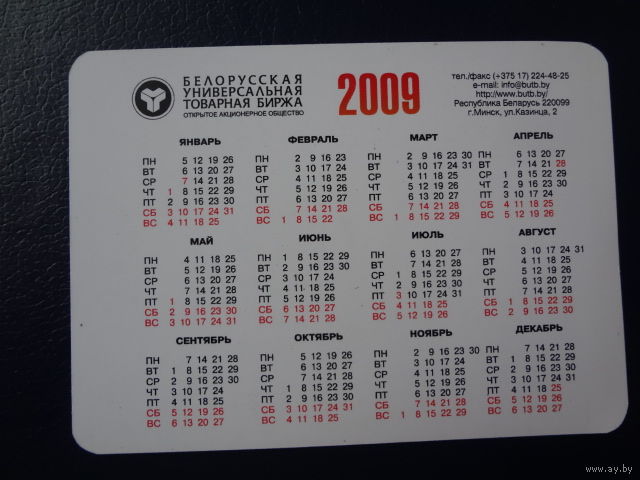 БЕЛОРУССКАЯ
УНИВЕРСАЛЬНАЯ
ТОВАРНАЯ БИРЖА
ОТКРЫТОЕ АКЦИОНЕРНОЕ ОБЩЕСТВО
2009
тел./факс (+375 17) 224-48-25
e-mail: info@butb.by
http://www.butb.by/
Республика Беларусь 220099
г.Минск, ул.Казинца, 2
ЯНВАРЬ
ПН 5 12 19 26
ВТ 6 13 20 27
СР 7 14 21 28
ЧТ 1 8 15 22 29
ПТ 2 9 16 23 30
СБ 3 10 17 24 31
ВС 4 11 18 25
ФЕВРАЛЬ
ПН 2 9 16 23
ВТ 3 10 17 24
СР 4 11 18 25
ЧТ 5 12 19 26
ПТ 6 13 20 27
СБ 7 14 21 28
ВС 1 8 15 22
МАРТ
ПН 2 9 16 23 30
ВТ 3 10 17 24 31
СР 4 11 18 25
ЧТ 5 12 19 26
ПТ 6 13 20 27
СБ 7 14 21 28
ВС 1 8 15 22 29
АПРЕЛЬ
ПН 6 13 20 27
ВТ 7 14 21 28
СР 1 8 15 22 29
ЧТ 2 9 16 23 30
ПТ 3 10 17 24
СБ 4 11 18 25
ВС 5 12 19 26
МАЙ
ПН 4 11 18 25
ВТ 5 12 19 26
СР 6 13 20 27
ЧТ 7 14 21 28
ПТ 1 8 15 22 29
СБ 2 9 16 23 30
ВС 3 10 17 24 31
ИЮНЬ
ПН 1 8 15 22 29
ВТ 2 9 16 23 30
СР 3 10 17 24
ЧТ 4 11 18 25
ПТ 5 12 19 26
СБ 6 13 20 27
ВС 7 14 21 28
ИЮЛЬ
ПН 6 13 20 27
ВТ 7 14 21 28
СР 1 8 15 22 29
ЧТ 2 9 16 23 30
ПТ 3 10 17 24 31
СБ 4 11 18 25
ВС 5 12 19 26
АВГУСТ
ПН 3 10 17 24 31
ВТ 4 11 18 25
СР 5 12 19 26
ЧТ 6 13 20 27
ПТ 7 14 21 28
СБ 1 8 15 22 29
ВС 2 9 16 23 30
СЕНТЯБРЬ
ПН 7 14 21 28
ВТ 1 8 15 22 29
СР 2 9 16 23 30
ЧТ 3 10 17 24
ПТ 4 11 18 25
СБ 5 12 19 26
ВС 6 13 20 27
ОКТЯБРЬ
ПН 5 12 19 26
ВТ 6 13 20 27
СР 7 14 21 28
ЧТ 1 8 15 22 29
ПТ 2 9 16 23 30
СБ 3 10 17 24 31
ВС 4 11 18 25
НОЯБРЬ
ПН 2 9 16 23 30
ВТ 3 10 17 24
СР 4 11 18 25
ЧТ 5 12 19 26
ПТ 6 13 20 27
СБ 7 14 21 28
ВС 1 8 15 22 29
ДЕКАБРЬ
ПН 7 14 21 28
ВТ 1 8 15 22 29
СР 2 9 16 23 30
ЧТ 3 10 17 24 31
ПТ 4 11 18 25
СБ 5 12 19 26
ВС 6 13 20 27
www.ay.by